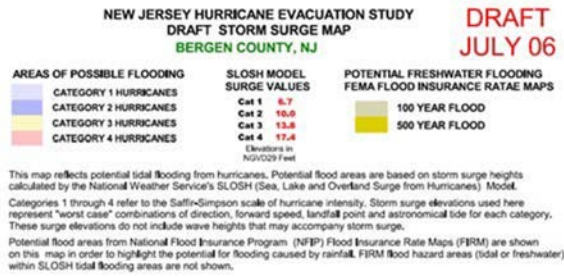 NEW JERSEY HURRICANE EVACUATION STUDY
DRAFT STORM SURGE MAP
BERGEN COUNTY, NJ
DRAFT
JULY 06
AREAS OF POSSIBLE FLOODING
CATEGORY 1 HURRICANES
CATEGORY 2 HURRICANES
CATEGORY 3 HURRICANES
CATEGORY 4 HURRICANES
SLOSH MODEL
SURGE VALUES
Cat 1 6.7
Cat 2 10.0
Cat 3 13.8
Cat 4 17.4
Elevations in
NGVD29 Feet
POTENTIAL FRESHWATER FLOODING
FEMA FLOOD INSURANCE RATAE MAPS
100 YEAR FLOOD
500 YEAR FLOOD
This map reflects potential tidal flooding from hurricanes. Potential flood areas are based on storm surge heights
calculated by the National Weather Service's SLOSH (Sea, Lake and Overland Surge from Hurricanes) Model.
Categories 1 through 4 refer to the Saffir-Simpson scale of hurricane intensity. Storm surge elevations used here
represent "worst case" combinations of direction, forward speed, landfall point and astronomical tide for each category.
These surge elevations do not include wave heights that may accompany storm surge.
Potential flood areas from National Flood Insurance Program (NFIP) Flood Insurance Rate Maps (FIRM) are shown
on this map in order to highlight the potential for flooding caused by rainfall. FIRM flood hazard areas (tidal or freshwater)
within SLOSH tidal flooding areas are not shown.